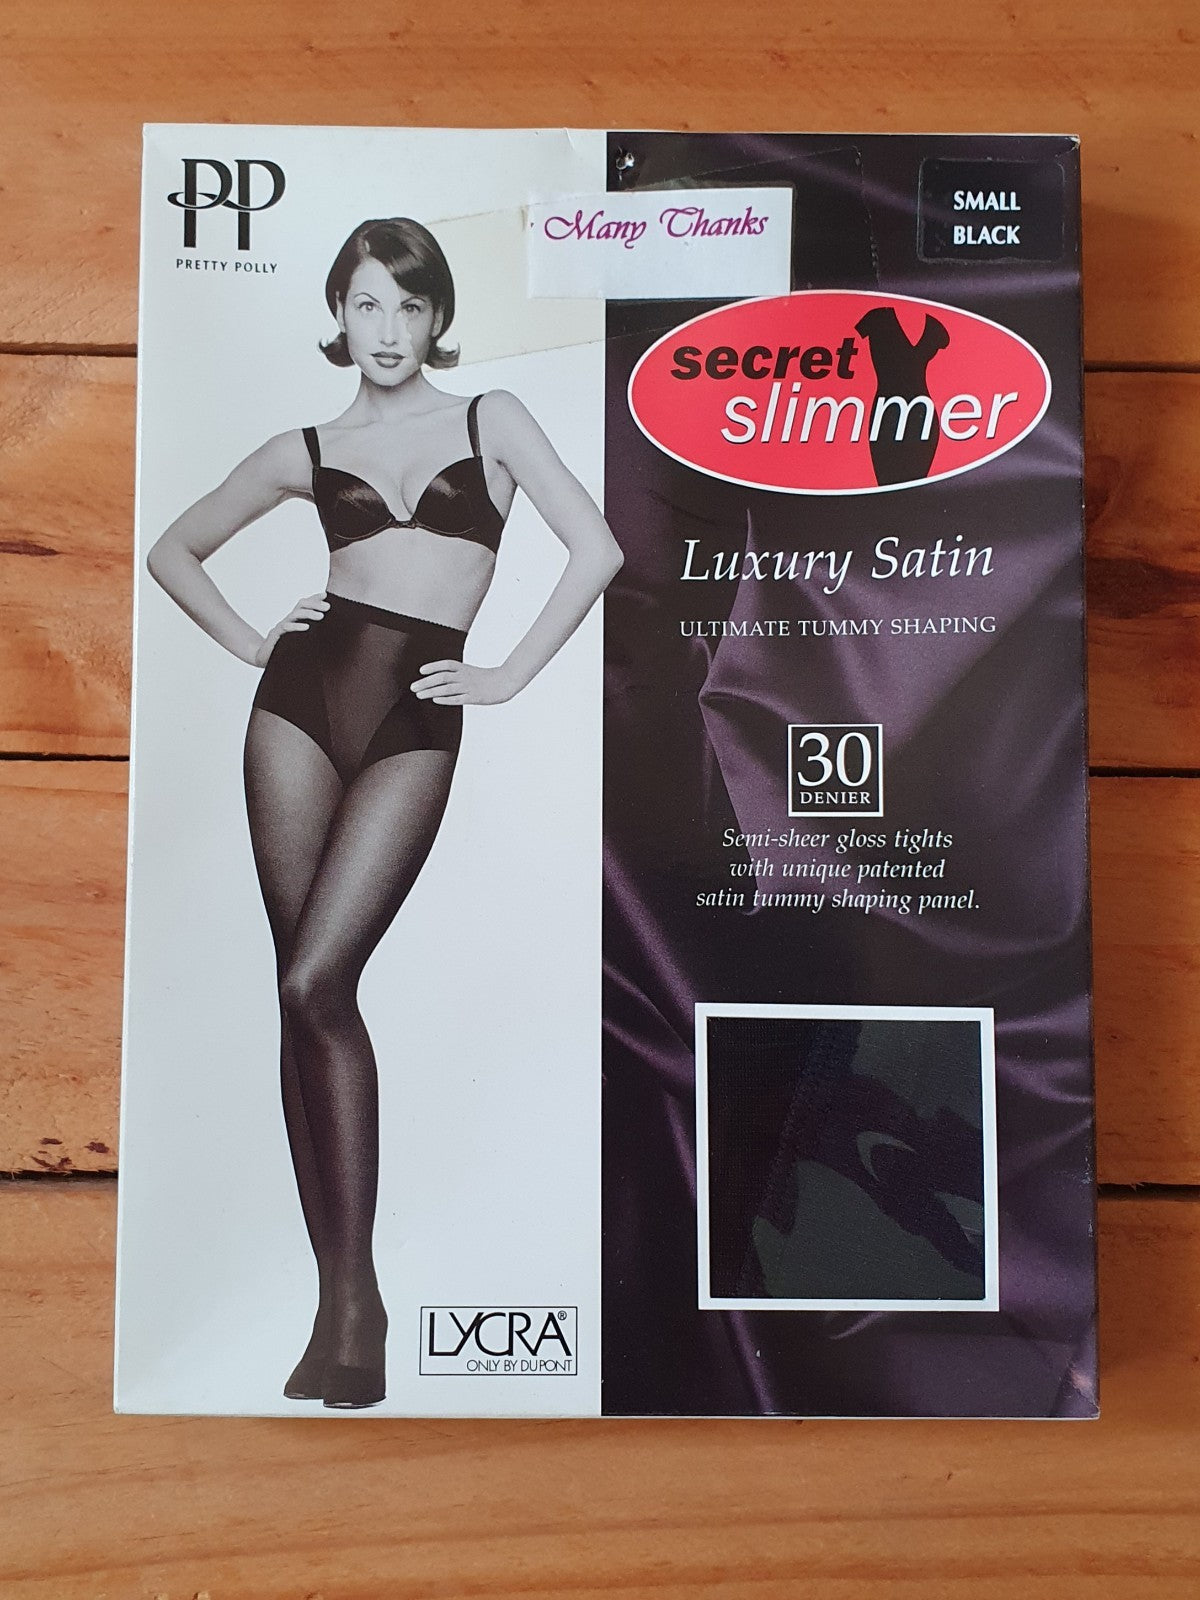 PP
PRETTY POLLY
Many Thanks
SMALL
BLACK
secret
slimmer
Luxury Satin
ULTIMATE TUMMY SHAPING
30
DENIER
Semi-sheer gloss tights
with unique patented
satin tummy shaping panel.
LYCRA®
ONLY BY DUPONT